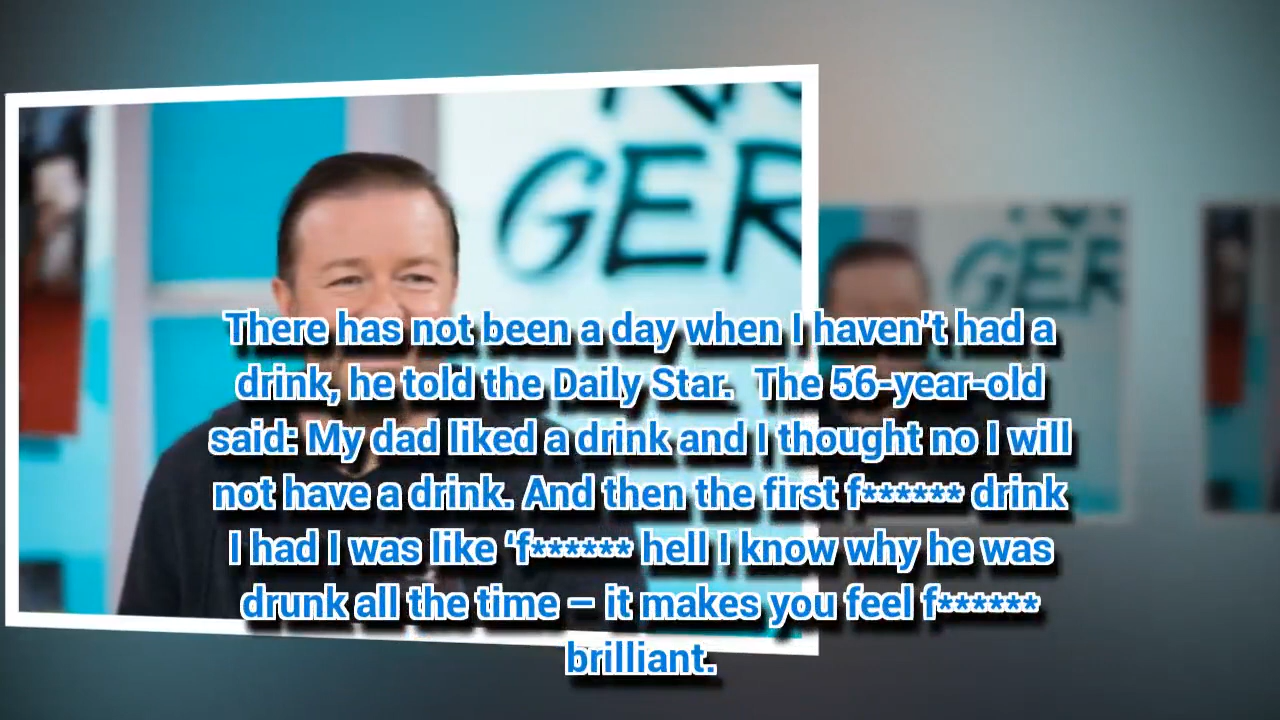 GER
GER
There has not been a day when I haven’t had a
drink, he told the Daily Star.  The 56-year-old
said: My dad liked a drink and I thought no I will
not have a drink. And then the first f****** drink
I had I was like ‘f****** hell I know why he was
drunk all the time – it makes you feel f******
brilliant.